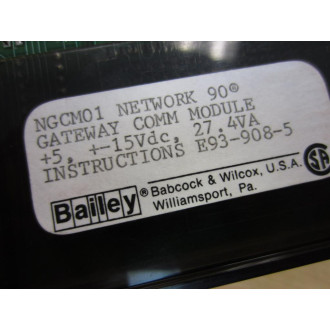 NGCM01 NETWORK 90®
GATEWAY COMM MODULE
+5, +-15Vdc, 27.4VA
INSTRUCTIONS E93-908-5
Bailey® Babcock & Wilcox, U.S.A.
Williamsport, Pa.
SA